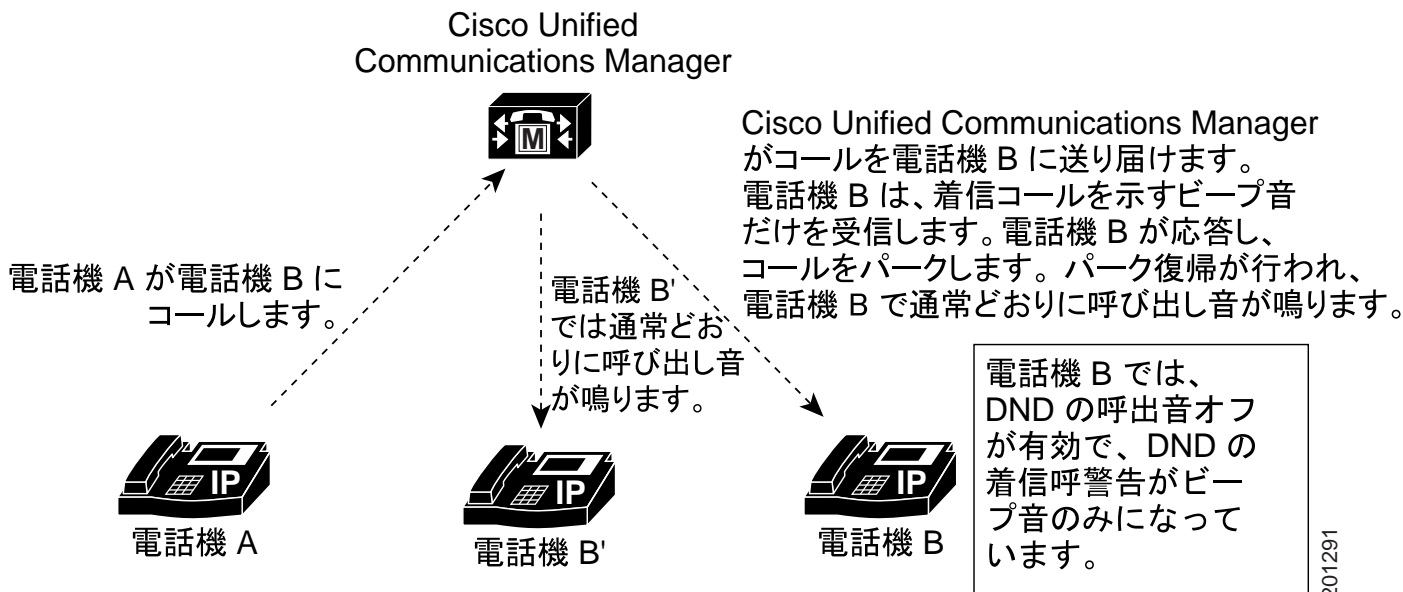 Cisco Unified
Communications Manager
M
Cisco Unified Communications Manager
がコールを電話機 B に送り届けます。
電話機 B は、着信コールを示すビープ音
だけを受信します。電話機 B が応答し、
コールをパークします。パーク復帰が行われ、
電話機 B で通常どおりに呼び出し音が鳴ります。
電話機 A が電話機 B に
コールします。
電話機 B'
では通常どお
りに呼び出し音
が鳴ります。
電話機 B では、
DND の呼出音オフ
が有効で、DND の
着信呼警告がビー
プ音のみになって
います。
IP
電話機 A
IP
電話機 B'
IP
電話機 B
201291